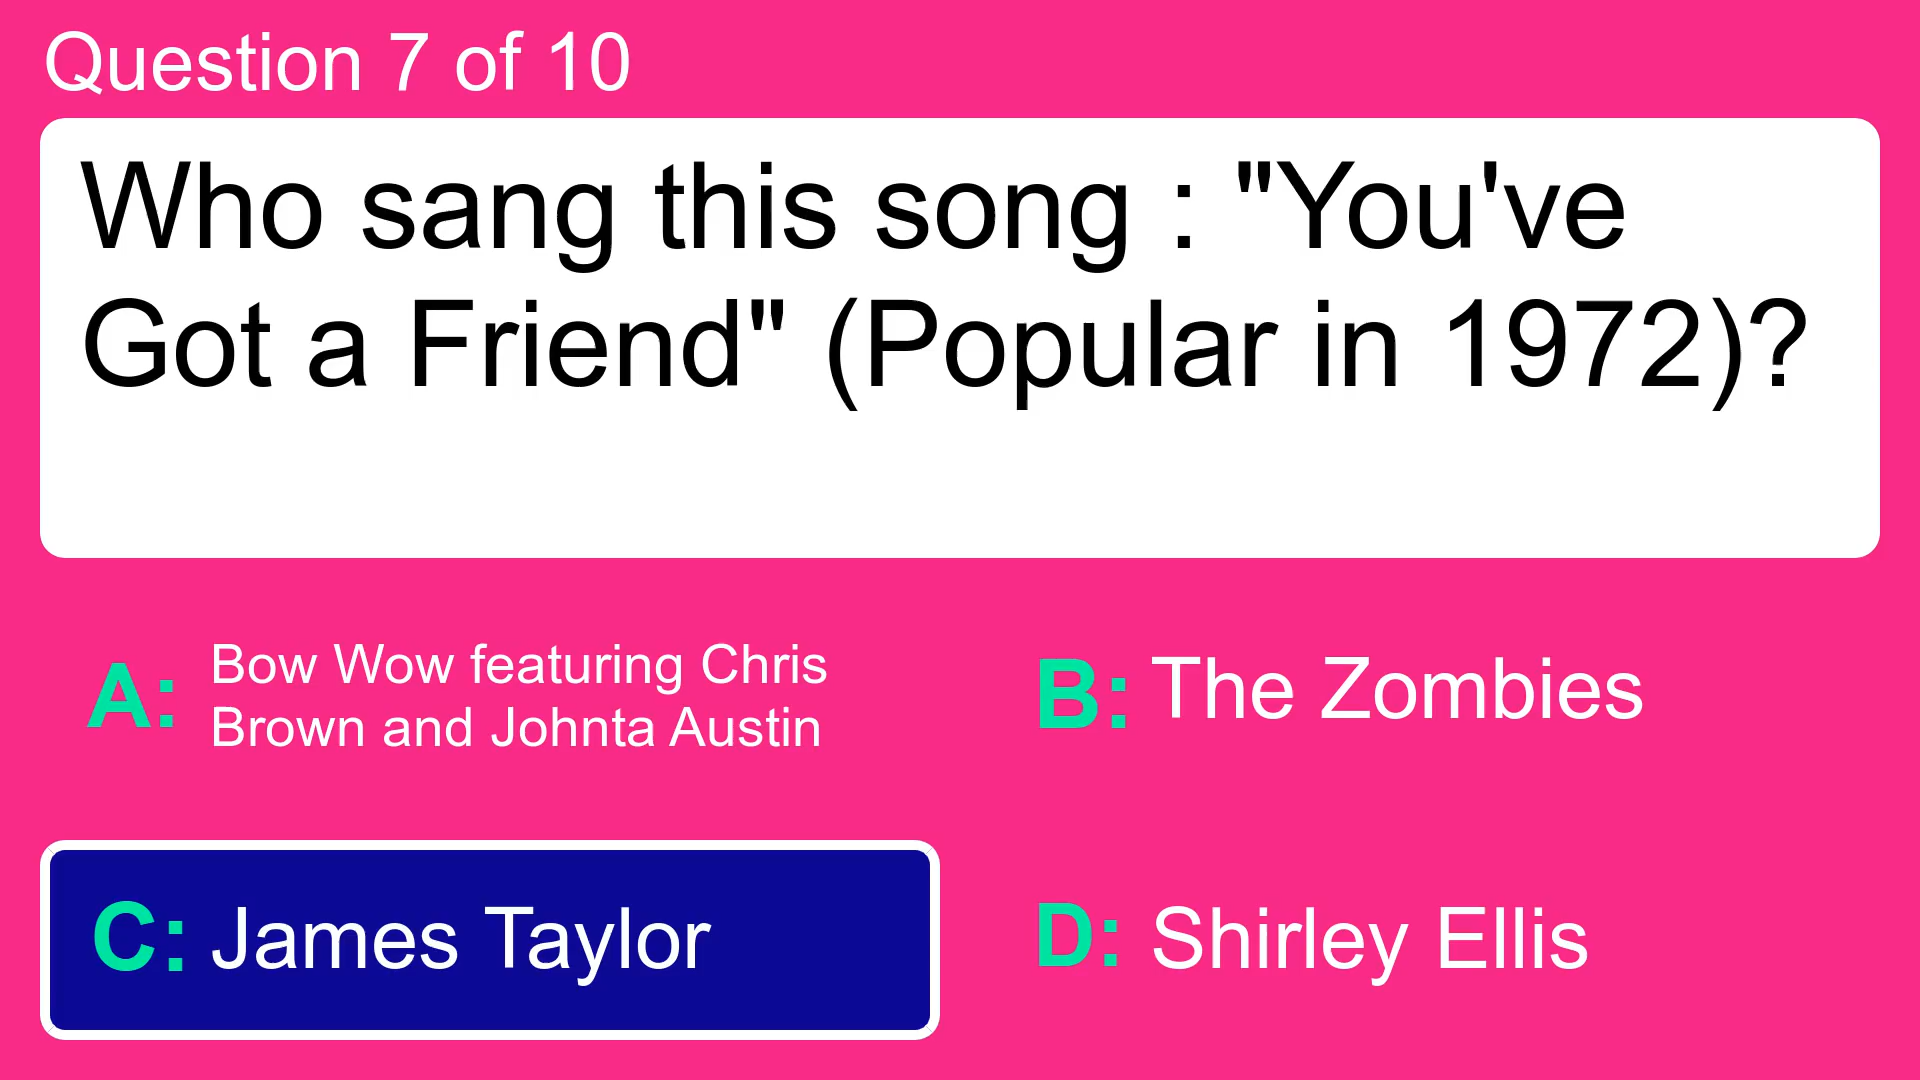 Question 7 of 10
Who sang this song : "You've
Got a Friend" (Popular in 1972)?
A: Bow Wow featuring Chris
Brown and Johnta Austin
B: The Zombies
C: James Taylor
D: Shirley Ellis